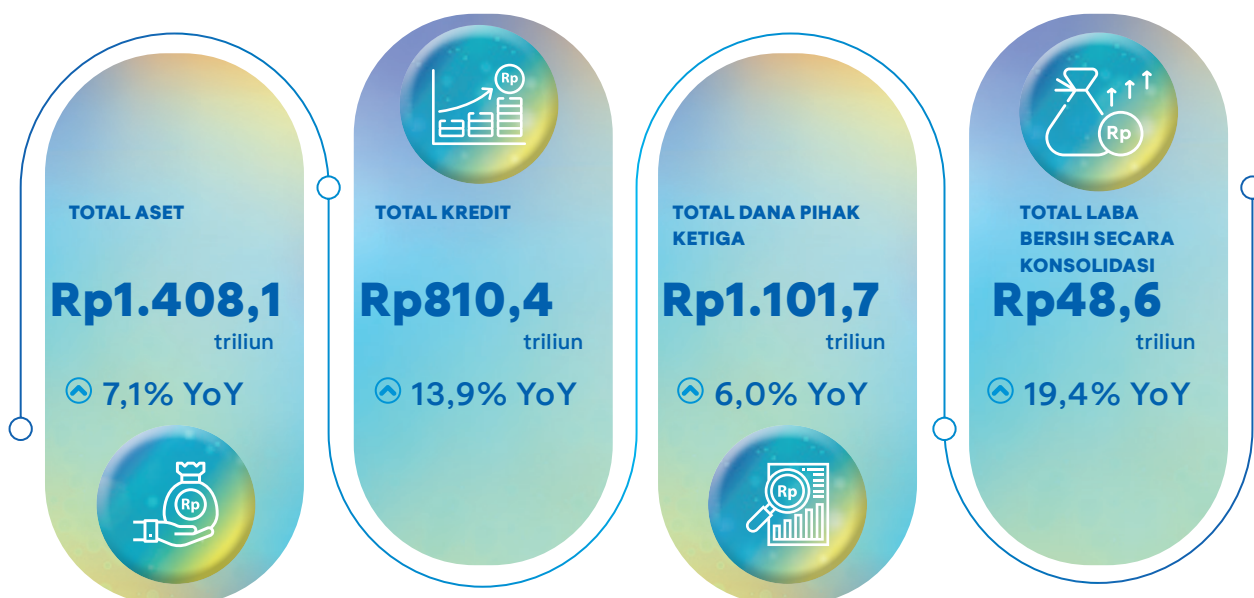 TOTAL ASET
Rp1.408,1
triliun
7,1% YoY
Rp
Rp
TOTAL KREDIT
Rp810,4
triliun
13,9% YoY
TOTAL DANA PIHAK
KETIGA
Rp1.101,7
triliun
6,0% YoY
Rp
Rp
TOTAL LABA
BERSIH SECARA
KONSOLIDASI
Rp48,6
triliun
19,4% YoY